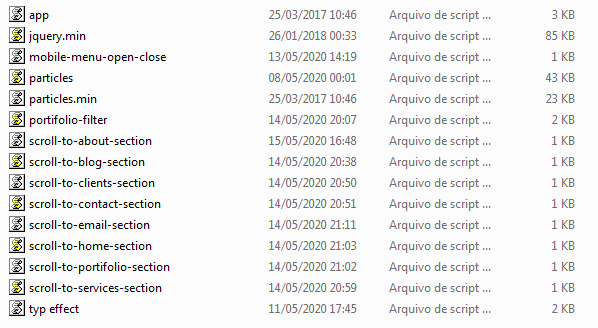 app 25/03/2017 10:46 Arquivo de script ... 3 KB
jquery.min 26/01/2018 00:33 Arquivo de script ... 85 KB
mobile-menu-open-close 13/05/2020 14:19 Arquivo de script ... 1 KB
particles 08/05/2020 00:01 Arquivo de script ... 43 KB
particles.min 25/03/2017 10:46 Arquivo de script ... 23 KB
portifolio-filter 14/05/2020 20:07 Arquivo de script ... 2 KB
scroll-to-about-section 15/05/2020 16:48 Arquivo de script ... 1 KB
scroll-to-blog-section 14/05/2020 20:38 Arquivo de script ... 1 KB
scroll-to-clients-section 14/05/2020 20:50 Arquivo de script ... 1 KB
scroll-to-contact-section 14/05/2020 20:51 Arquivo de script ... 1 KB
scroll-to-email-section 14/05/2020 21:11 Arquivo de script ... 1 KB
scroll-to-home-section 14/05/2020 21:03 Arquivo de script ... 1 KB
scroll-to-portifolio-section 14/05/2020 21:02 Arquivo de script ... 1 KB
scroll-to-services-section 14/05/2020 20:59 Arquivo de script ... 1 KB
typ effect 11/05/2020 17:45 Arquivo de script ... 2 KB